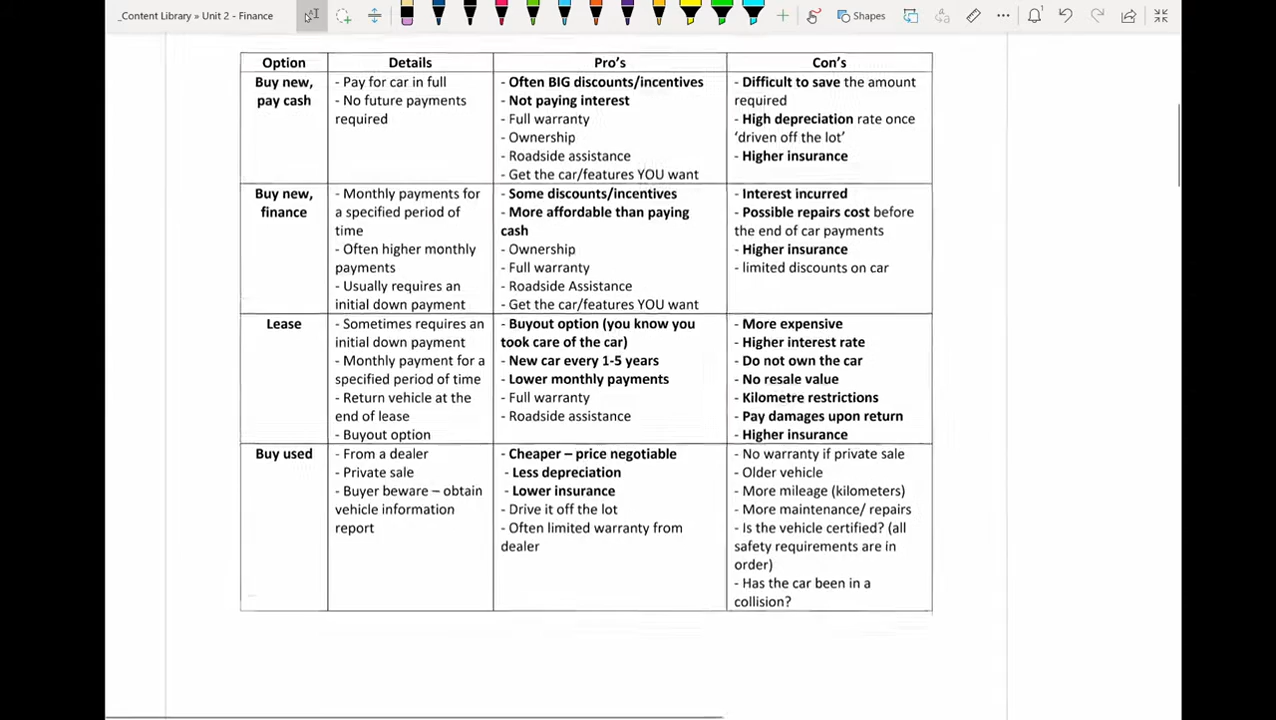 _Content Library » Unit 2 - Finance
Shapes
Option Details Pro's Con's
Buy new,
pay cash
- Pay for car in full
- No future payments
required
- Often BIG discounts/incentives
- Not paying interest
- Full warranty
- Ownership
- Roadside assistance
- Get the car/features YOU want
- Difficult to save the amount
required
- High depreciation rate once
‘driven off the lot’
- Higher insurance
Buy new,
finance
- Monthly payments for
a specified period of
time
- Often higher monthly
payments
- Usually requires an
initial down payment
- Some discounts/incentives
- More affordable than paying
cash
- Ownership
- Full warranty
- Roadside Assistance
- Get the car/features YOU want
- Interest incurred
- Possible repairs cost before
the end of car payments
- Higher insurance
- limited discounts on car
Lease
- Sometimes requires an
initial down payment
- Monthly payment for a
specified period of time
- Return vehicle at the
end of lease
- Buyout option
- Buyout option (you know you
took care of the car)
- New car every 1-5 years
- Lower monthly payments
- Full warranty
- Roadside assistance
- More expensive
- Higher interest rate
- Do not own the car
- No resale value
- Kilometre restrictions
- Pay damages upon return
- Higher insurance
Buy used
- From a dealer
- Private sale
- Buyer beware – obtain
vehicle information
report
- Cheaper – price negotiable
- Less depreciation
- Lower insurance
- Drive it off the lot
- Often limited warranty from
dealer
- No warranty if private sale
- Older vehicle
- More mileage (kilometers)
- More maintenance/ repairs
- Is the vehicle certified? (all
safety requirements are in
order)
- Has the car been in a
collision?